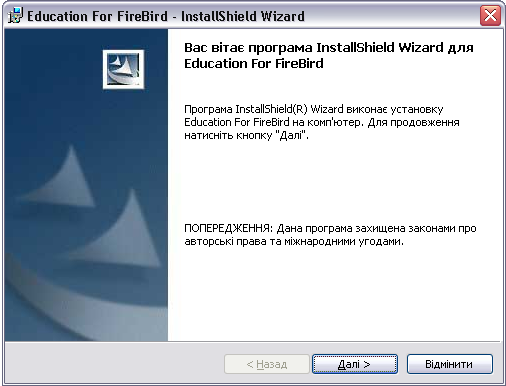 Education For FireBird - InstallShield Wizard
Вас вітає програма InstallShield Wizard для
Education For FireBird
Програма InstallShield(R) Wizard виконає установку
Education For FireBird на комп'ютер. Для продовження
натисніть кнопку "Далі".
ПОПЕРЕДЖЕННЯ: Дана програма захищена законами про
авторські права та міжнародними угодами.
< Назад
Далі >
Відмінити